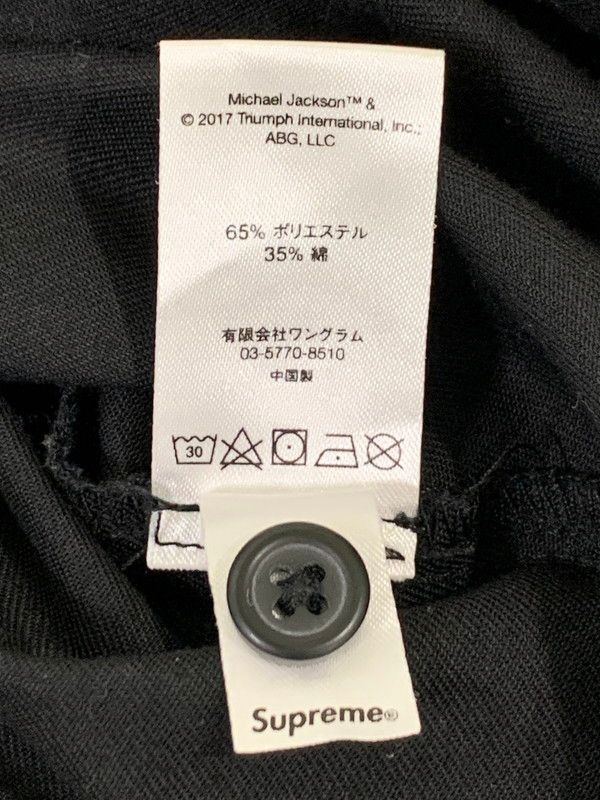 Michael Jackson™ &
© 2017 Triumph International, Inc.;
ABG, LLC
65% ポリエステル
35% 綿
有限会社ワングラム
03-5770-8510
中国製
30
Supreme®